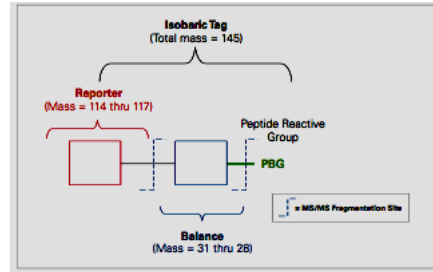 Isobaric Tag
(Total mass = 145)
Reporter
(Mass = 114 thru 117)
Peptide Reactive
Group
PBG
= MS/MS Fragmentation Site
Balance
(Mass = 31 thru 28)